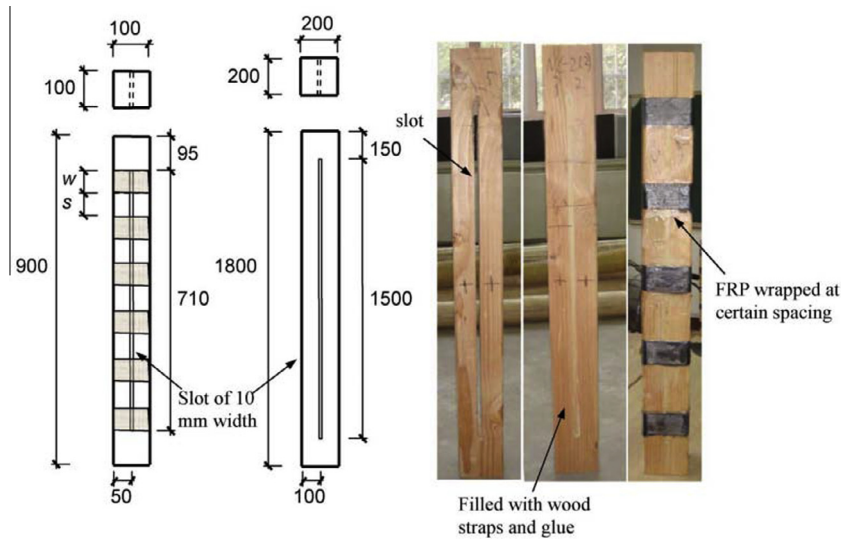 100
200
100
200
slot
95
150
w
s
900
1800
710
1500
FRP wrapped at
certain spacing
Slot of 10
mm width
50
100
Filled with wood
straps and glue